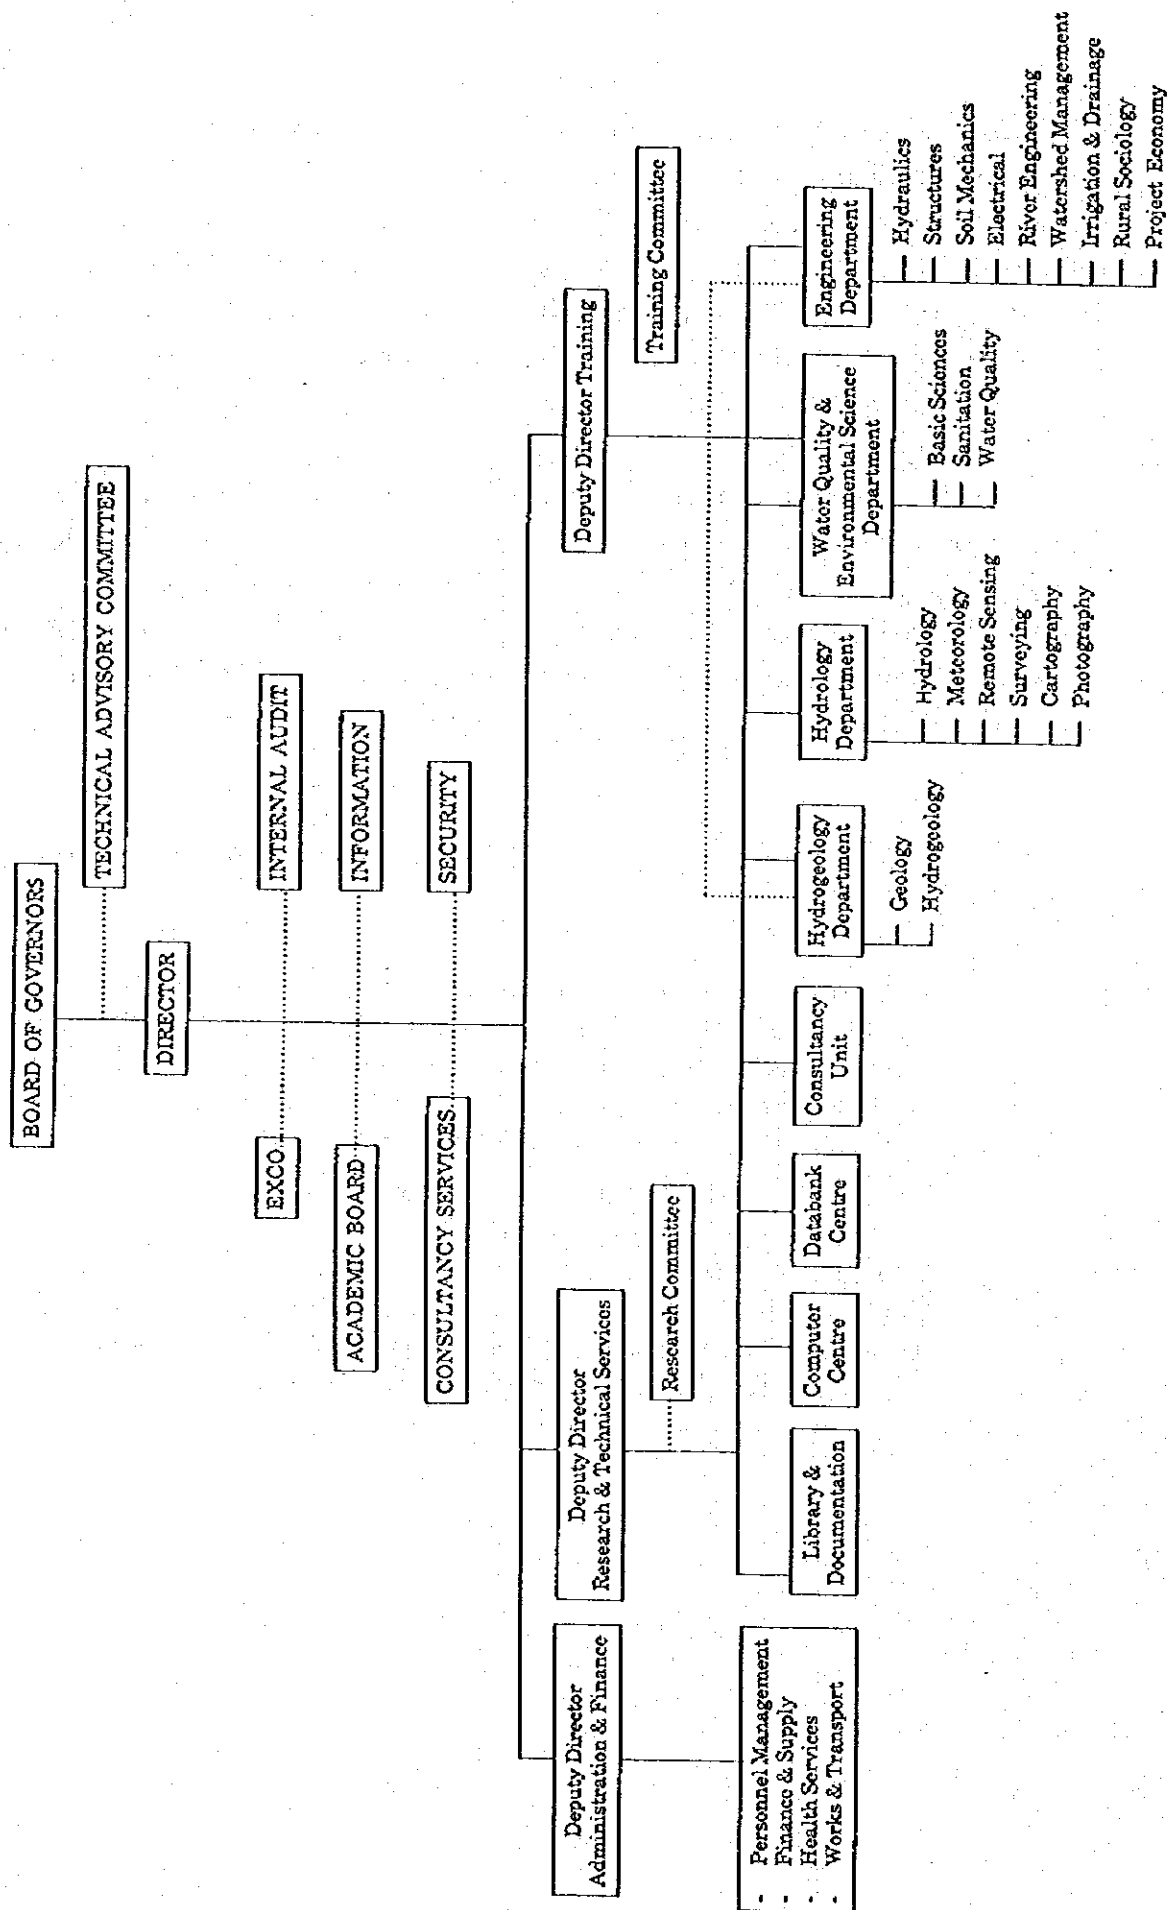 BOARD OF GOVERNORS
TECHNICAL ADVISORY COMMITTEE
DIRECTOR
EXCO
INTERNAL AUDIT
ACADEMIC BOARD
INFORMATION
CONSULTANCY SERVICES
SECURITY
Deputy Director
Administration & Finance
Deputy Director
Research & Technical Services
Deputy Director Training
Research Committee
Training Committee
- Personnel Management
- Finance & Supply
- Health Services
- Works & Transport
Library &
Documentation
Computer
Centre
Databank
Centre
Consultancy
Unit
Hydrogeology
Department
Geology
Hydrogeology
Hydrology
Department
Hydrology
Meteorology
Remote Sensing
Surveying
Cartography
Photography
Water Quality &
Environmental Science
Department
Basic Sciences
Sanitation
Water Quality
Engineering
Department
Hydraulics
Structures
Soil Mechanics
Electrical
River Engineering
Watershed Management
Irrigation & Drainage
Rural Sociology
Project Economy